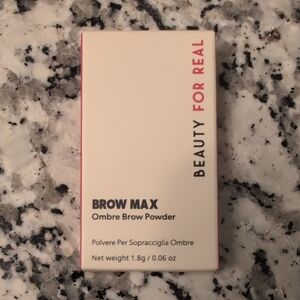 BEAUTY FOR REAL
BROW MAX
Ombre Brow Powder
Polvere Per Sopracciglia Ombre
Net weight 1.8g / 0.06 oz